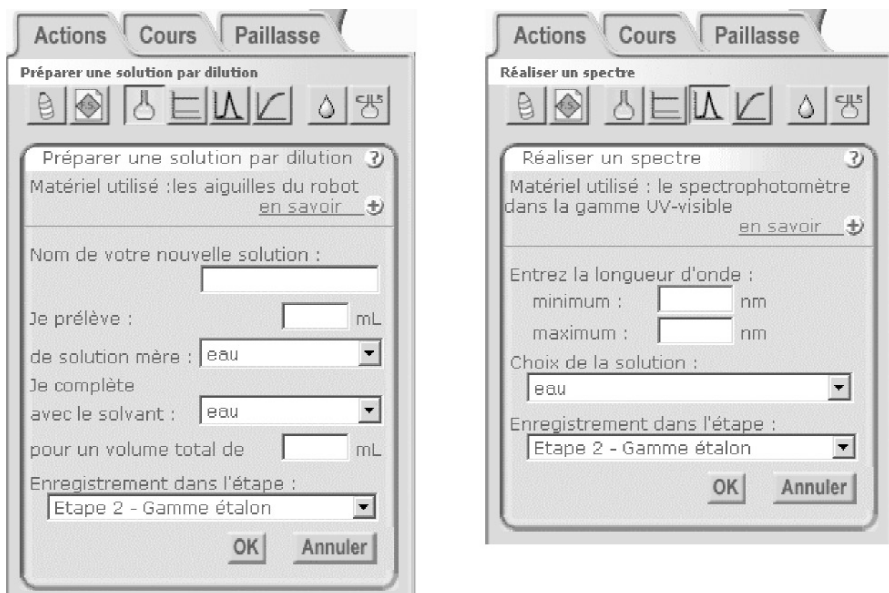 Actions Cours Paillasse
Préparer une solution par dilution
Préparer une solution par dilution ?
Matériel utilisé :les aiguilles du robot
en savoir +
Nom de votre nouvelle solution :
Je prélève : mL
de solution mère : eau
Je complète
avec le solvant : eau
pour un volume total de mL
Enregistrement dans l'étape :
Etape 2 - Gamme étalon
OK Annuler
Actions Cours Paillasse
Réaliser un spectre
Réaliser un spectre ?
Matériel utilisé : le spectrophotomètre
dans la gamme UV-visible
en savoir +
Entrez la longueur d'onde :
minimum : nm
maximum : nm
Choix de la solution :
eau
Enregistrement dans l'étape :
Etape 2 - Gamme étalon
OK Annuler